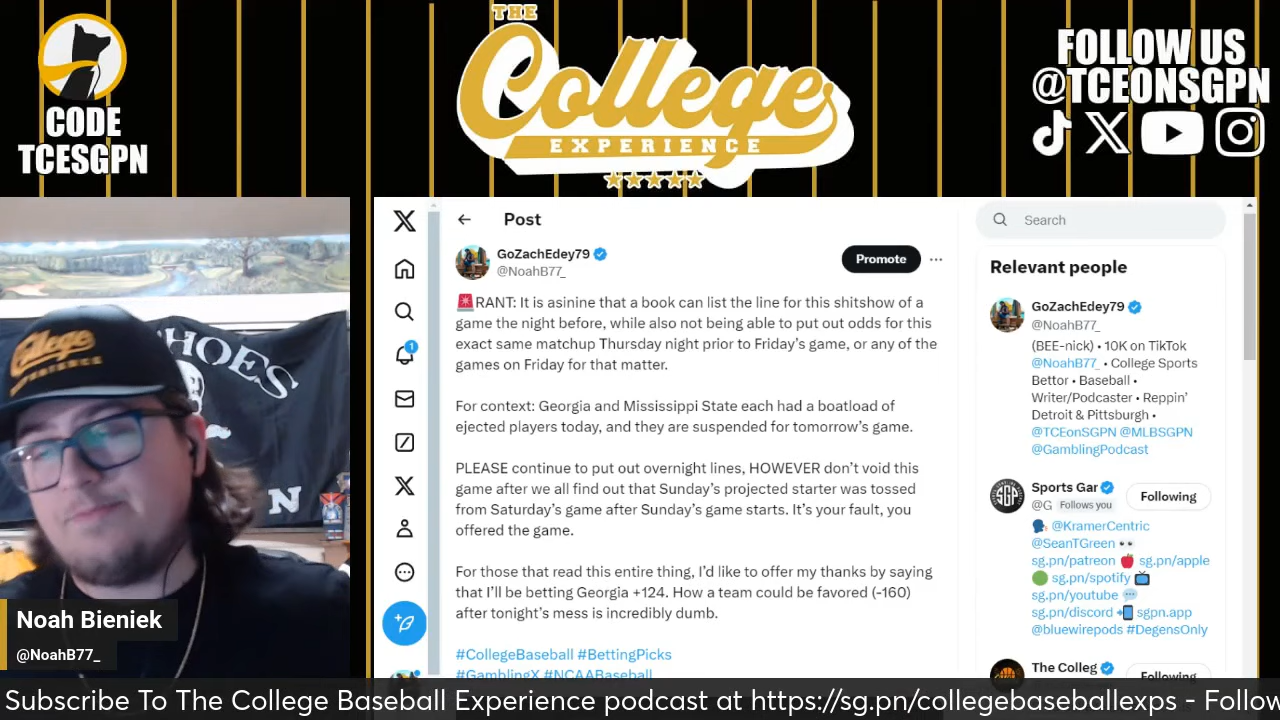 CODE
TCESGPN
THE
College
EXPERIENCE
FOLLOW US
@TCEONSGPN
HOES
N
College
EXPERIENCE
Noah Bieniek
@NoahB77_
1
Post
GoZachEdey79
@NoahB77_
Promote
🚨RANT: It is asinine that a book can list the line for this shitshow of a
game the night before, while also not being able to put out odds for this
exact same matchup Thursday night prior to Friday’s game, or any of the
games on Friday for that matter.
For context: Georgia and Mississippi State each had a boatload of
ejected players today, and they are suspended for tomorrow’s game.
PLEASE continue to put out overnight lines, HOWEVER don’t void this
game after we all find out that Sunday’s projected starter was tossed
from Saturday’s game after Sunday’s game starts. It’s your fault, you
offered the game.
For those that read this entire thing, I’d like to offer my thanks by saying
that I’ll be betting Georgia +124. How a team could be favored (-160)
after tonight’s mess is incredibly dumb.
#CollegeBaseball #BettingPicks
#GamblingX #NCAABaseball
Search
Relevant people
GoZachEdey79
@NoahB77_
(BEE-nick) • 10K on TikTok
@NoahB77_ • College Sports
Bettor • Baseball •
Writer/Podcaster • Reppin’
Detroit & Pittsburgh •
@TCEonSGPN @MLBSGPN
@GamblingPodcast
Sports Gar
@G Follows you
Following
SGP
🗣️ @KramerCentric
@SeanTGreen 👀
sg.pn/patreon 🍎 sg.pn/apple
🟢 sg.pn/spotify 📺
sg.pn/youtube 💬
sg.pn/discord 📲 sgpn.app
@bluewirepods #DegensOnly
The Colleg
Following
Subscribe To The College Baseball Experience podcast at https://sg.pn/collegebaseballexps - Follow